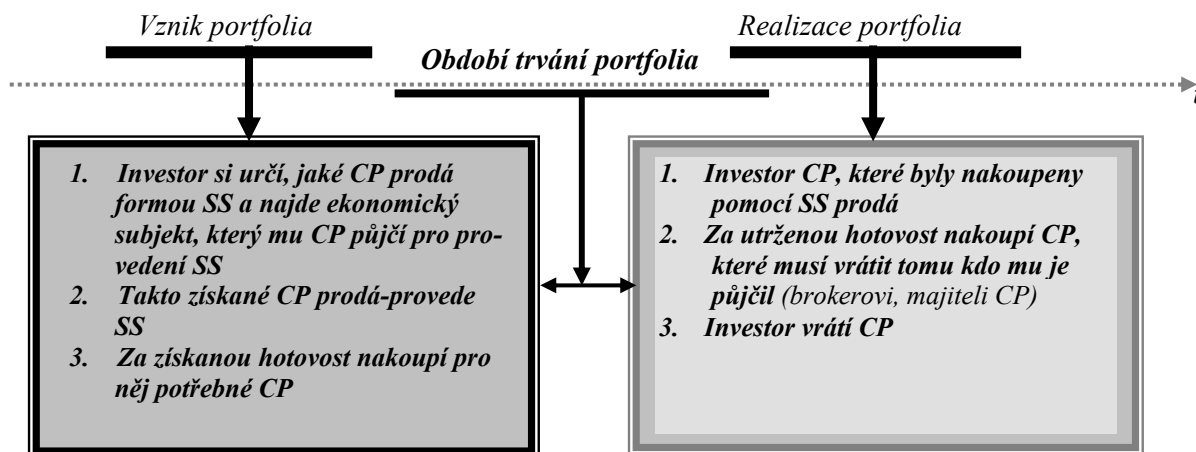 Vznik portfolia
Realizace portfolia
Období trvání portfolia
t
1. Investor si určí, jaké CP prodá
formou SS a najde ekonomický
subjekt, který mu CP půjčí pro pro-
vedení SS
2. Takto získané CP prodá-provede
SS
3. Za získanou hotovost nakoupí pro
něj potřebné CP
1. Investor CP, které byly nakoupeny
pomocí SS prodá
2. Za utrženou hotovost nakoupí CP,
které musí vrátit tomu kdo mu je
půjčil (brokerovi, majiteli CP)
3. Investor vrátí CP